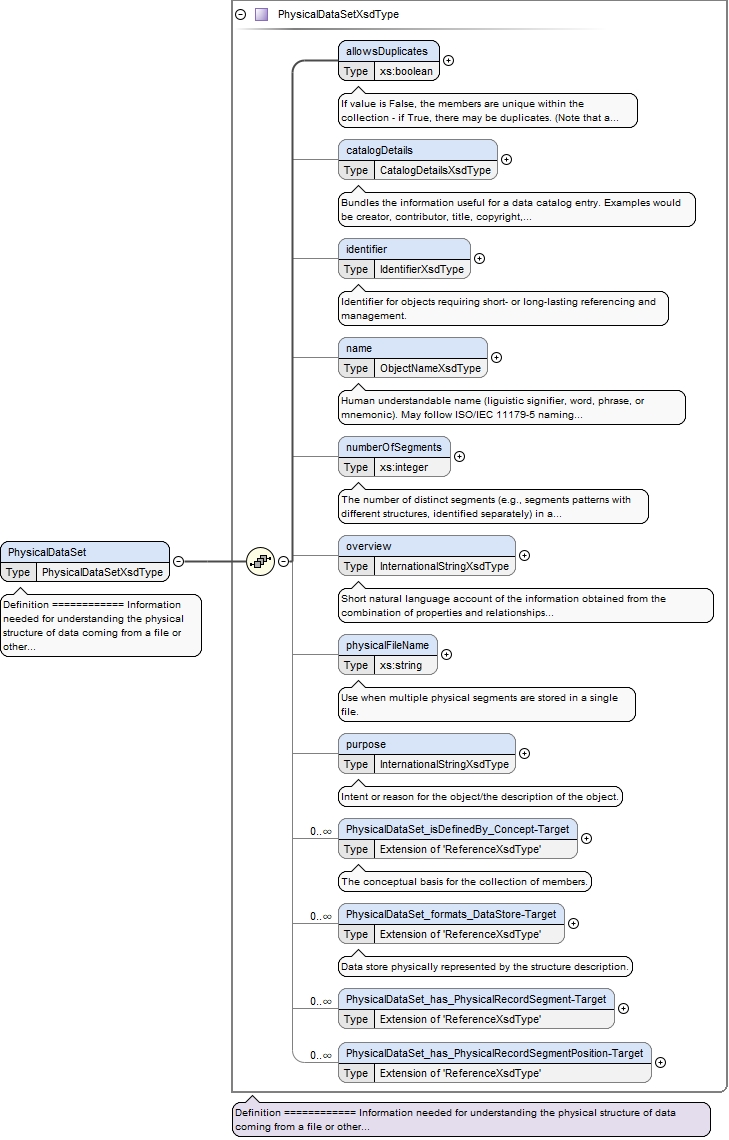 PhysicalDataSetXsdType
allowsDuplicates
Type xs:boolean
If value is False, the members are unique within the
collection - if True, there may be duplicates. (Note that a...
catalogDetails
Type CatalogDetailsXsdType
Bundles the information useful for a data catalog entry. Examples would
be creator, contributor, title, copyright,...
identifier
Type IdentifierXsdType
Identifier for objects requiring short- or long-lasting referencing and
management.
name
Type ObjectNameXsdType
Human understandable name (liguistic signifier, word, phrase, or
mnemonic). May follow ISO/IEC 11179-5 naming...
numberOfSegments
Type xs:integer
The number of distinct segments (e.g., segments patterns with
different structures, identified separately) in a...
PhysicalDataSet
Type PhysicalDataSetXsdType
Definition ============ Information
needed for understanding the physical
structure of data coming from a file or
other...
overview
Type InternationalStringXsdType
Short natural language account of the information obtained from the
combination of properties and relationships...
physicalFileName
Type xs:string
Use when multiple physical segments are stored in a single
file.
purpose
Type InternationalStringXsdType
Intent or reason for the object/the description of the object.
0..∞ PhysicalDataSet_isDefinedBy_Concept-Target
Type Extension of 'ReferenceXsdType'
The conceptual basis for the collection of members.
0..∞ PhysicalDataSet_formats_DataStore-Target
Type Extension of 'ReferenceXsdType'
Data store physically represented by the structure description.
0..∞ PhysicalDataSet_has_PhysicalRecordSegment-Target
Type Extension of 'ReferenceXsdType'
0..∞ PhysicalDataSet_has_PhysicalRecordSegmentPosition-Target
Type Extension of 'ReferenceXsdType'
Definition ============ Information needed for understanding the physical structure of data
coming from a file or other...